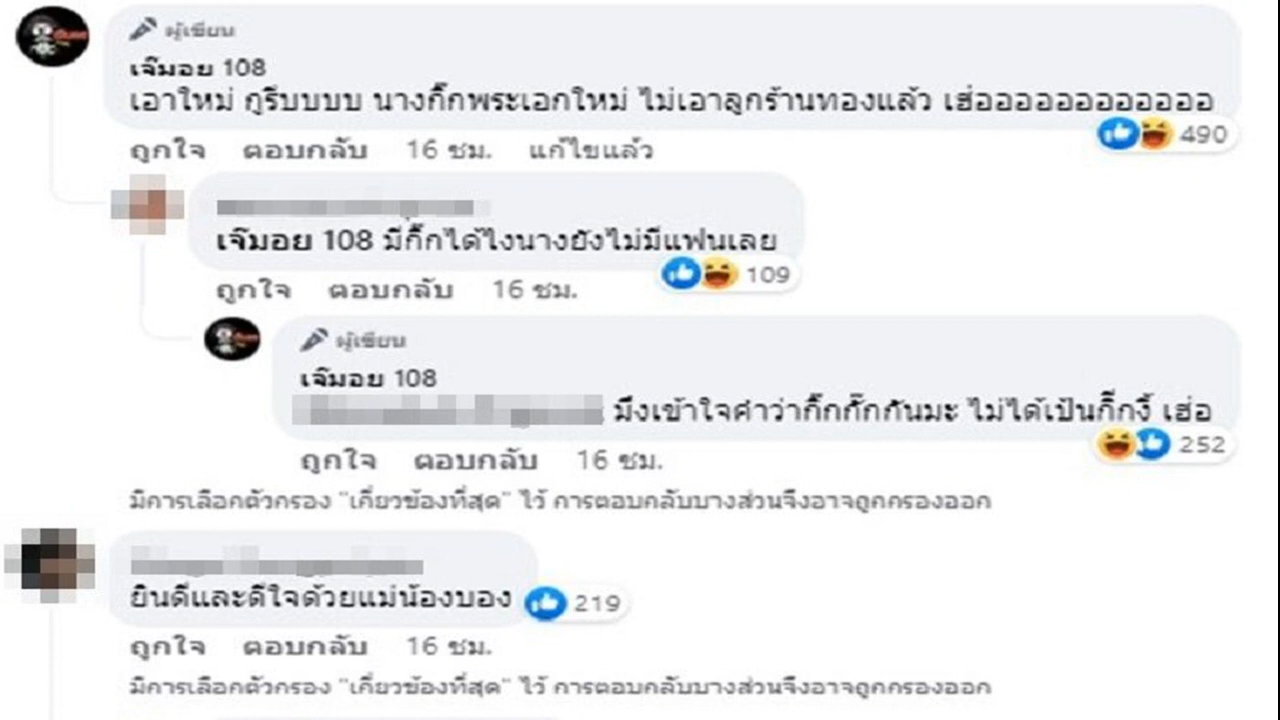 ผู้เขียน
เจ๊มอย 108
เอาใหม่ กูรีบบบบ นางกิ๊กพระเอกใหม่ ไม่เอาลูกร้านทองแล้ว เฮ่ออออออออออออ
490
ถูกใจ ตอบกลับ 16 ชม. แก้ไขแล้ว
เจ๊มอย 108 มีกิ๊กได้ไงนางยังไม่มีแฟนเลย
109
ถูกใจ ตอบกลับ 16 ชม.
ผู้เขียน
เจ๊มอย 108
มึงเข้าใจคำว่ากิ๊กกั๊กกันมะ ไม่ได้เป้นกิ๊กงี้ เฮ่อ
252
ถูกใจ ตอบกลับ 16 ชม.
มีการเลือกตัวกรอง "เกี่ยวข้องที่สุด" ไว้ การตอบกลับบางส่วนจึงอาจถูกกรองออก
ยินดีและดีใจด้วยแม่น้องบอง
219
ถูกใจ ตอบกลับ 16 ชม.
มีการเลือกตัวกรอง "เกี่ยวข้องที่สุด" ไว้ การตอบกลับบางส่วนจึงอาจถูกกรองออก